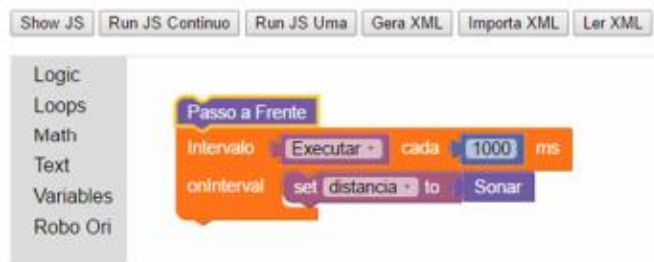 Show JS Run JS Continuo Run JS Uma Gera XML Importa XML Ler XML
Logic
Loops
Math
Text
Variables
Robo Ori
Passo a Frente
Intervalo Executar cada 1000 ms
onInterval set distancia to Sonar